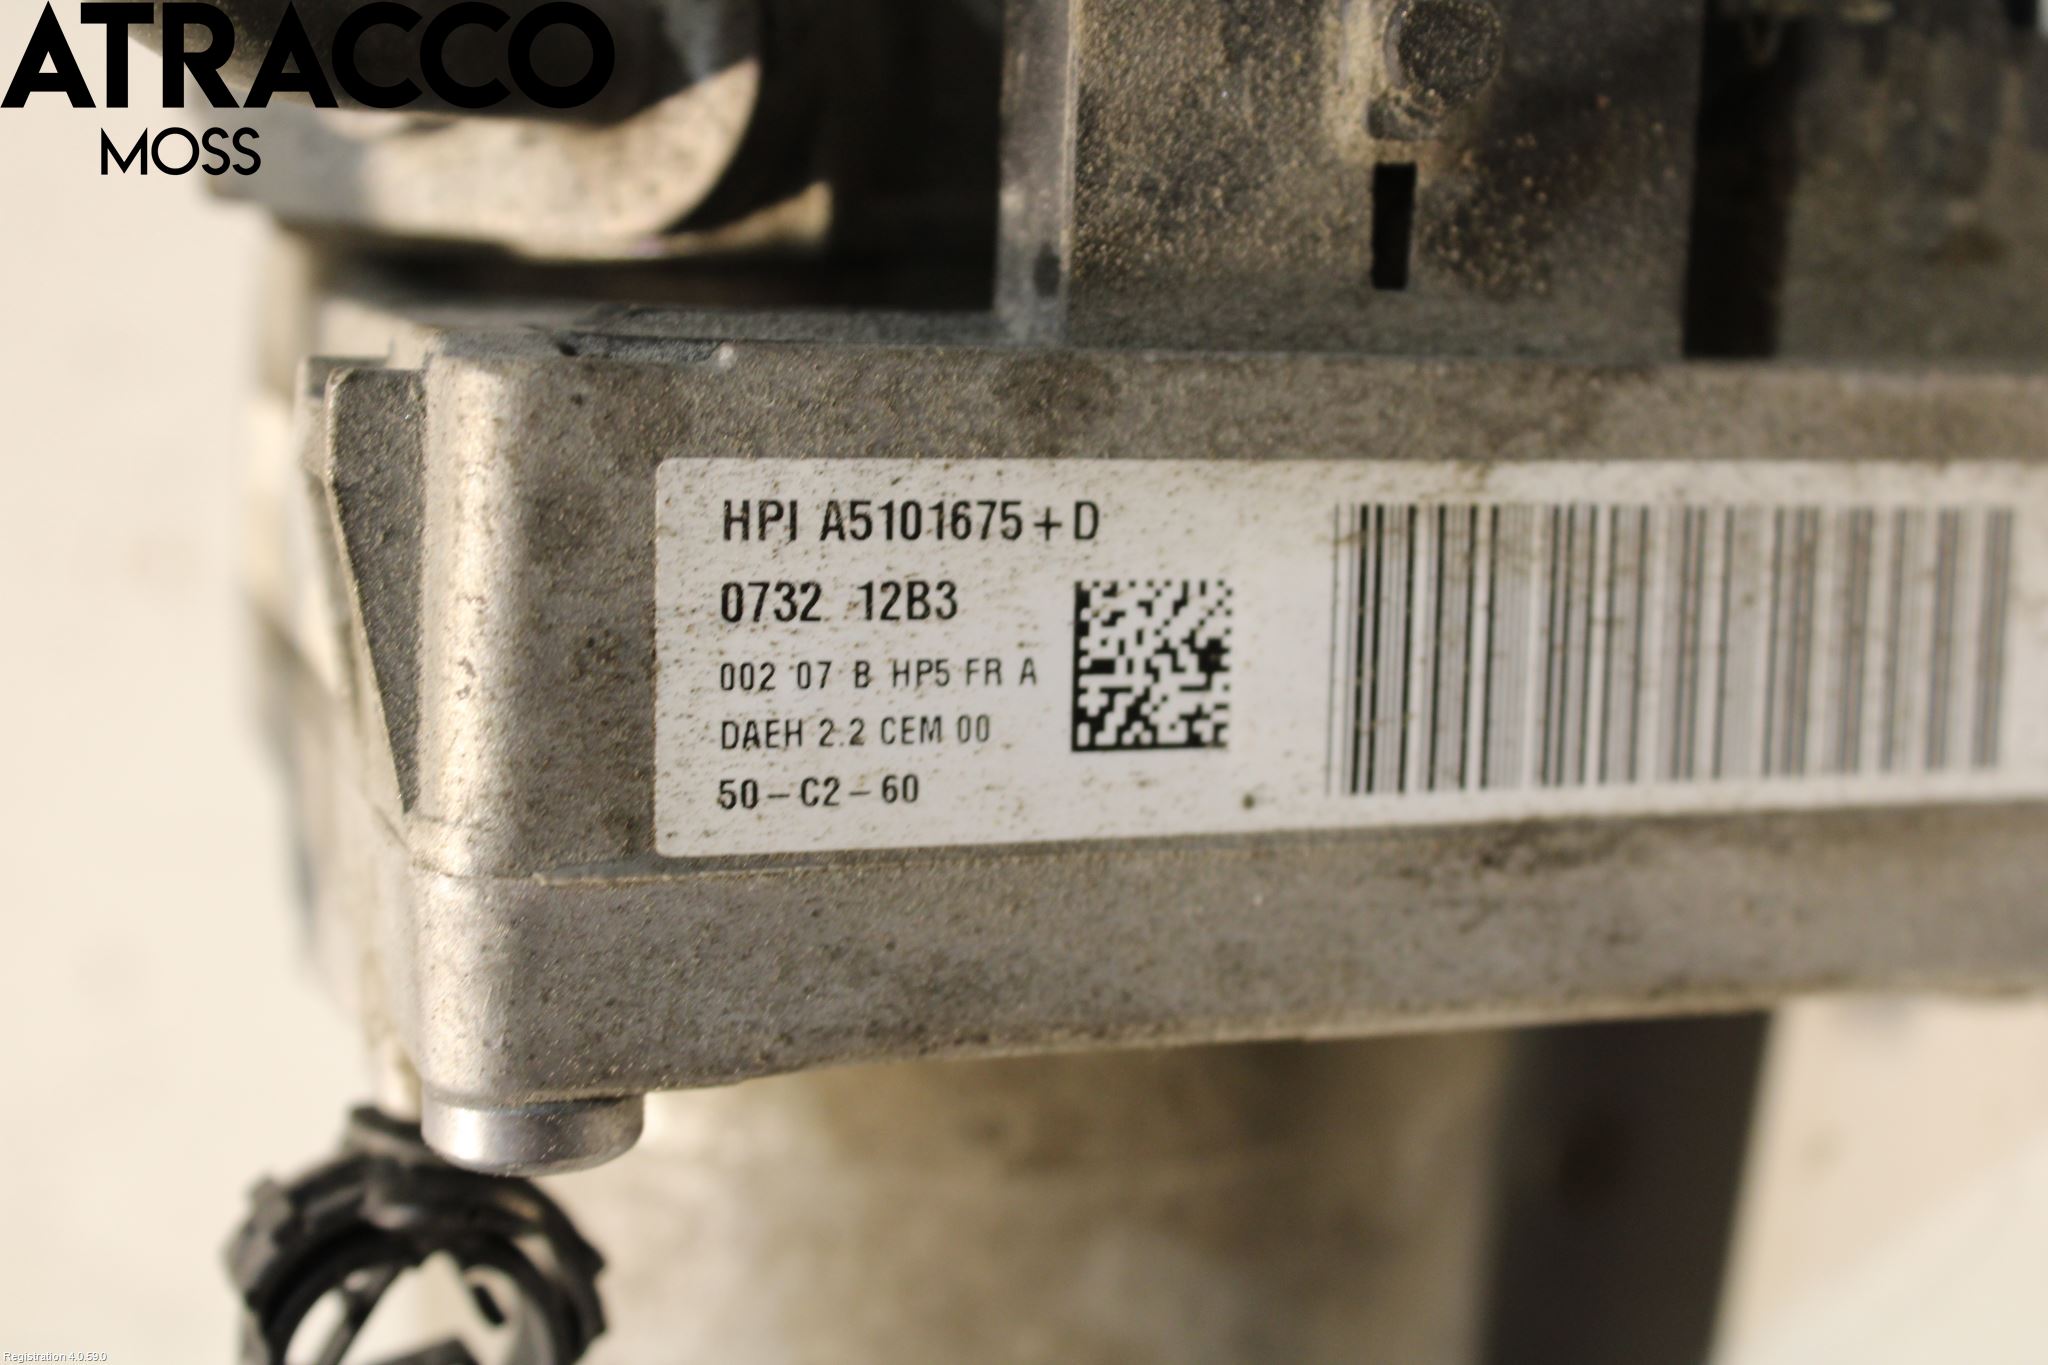 ATRACCO
MOSS
HPI A5101675+D
0732 12B3
002 07 B HP5 FR A
DAEH 2.2 CEM 00
50-C2-60
Registration 4.0.59.0